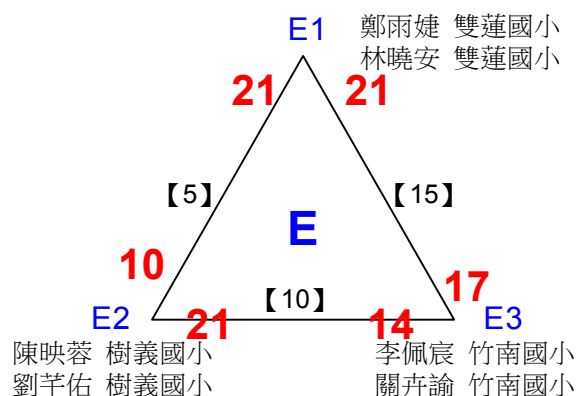 E1
鄭雨婕 雙蓮國小
林曉安 雙蓮國小
21 21
【5】 【15】
E
10 17
【10】
E2 21 14 E3
陳映蓉 樹義國小 李佩宸 竹南國小
劉芊佑 樹義國小 關卉諭 竹南國小